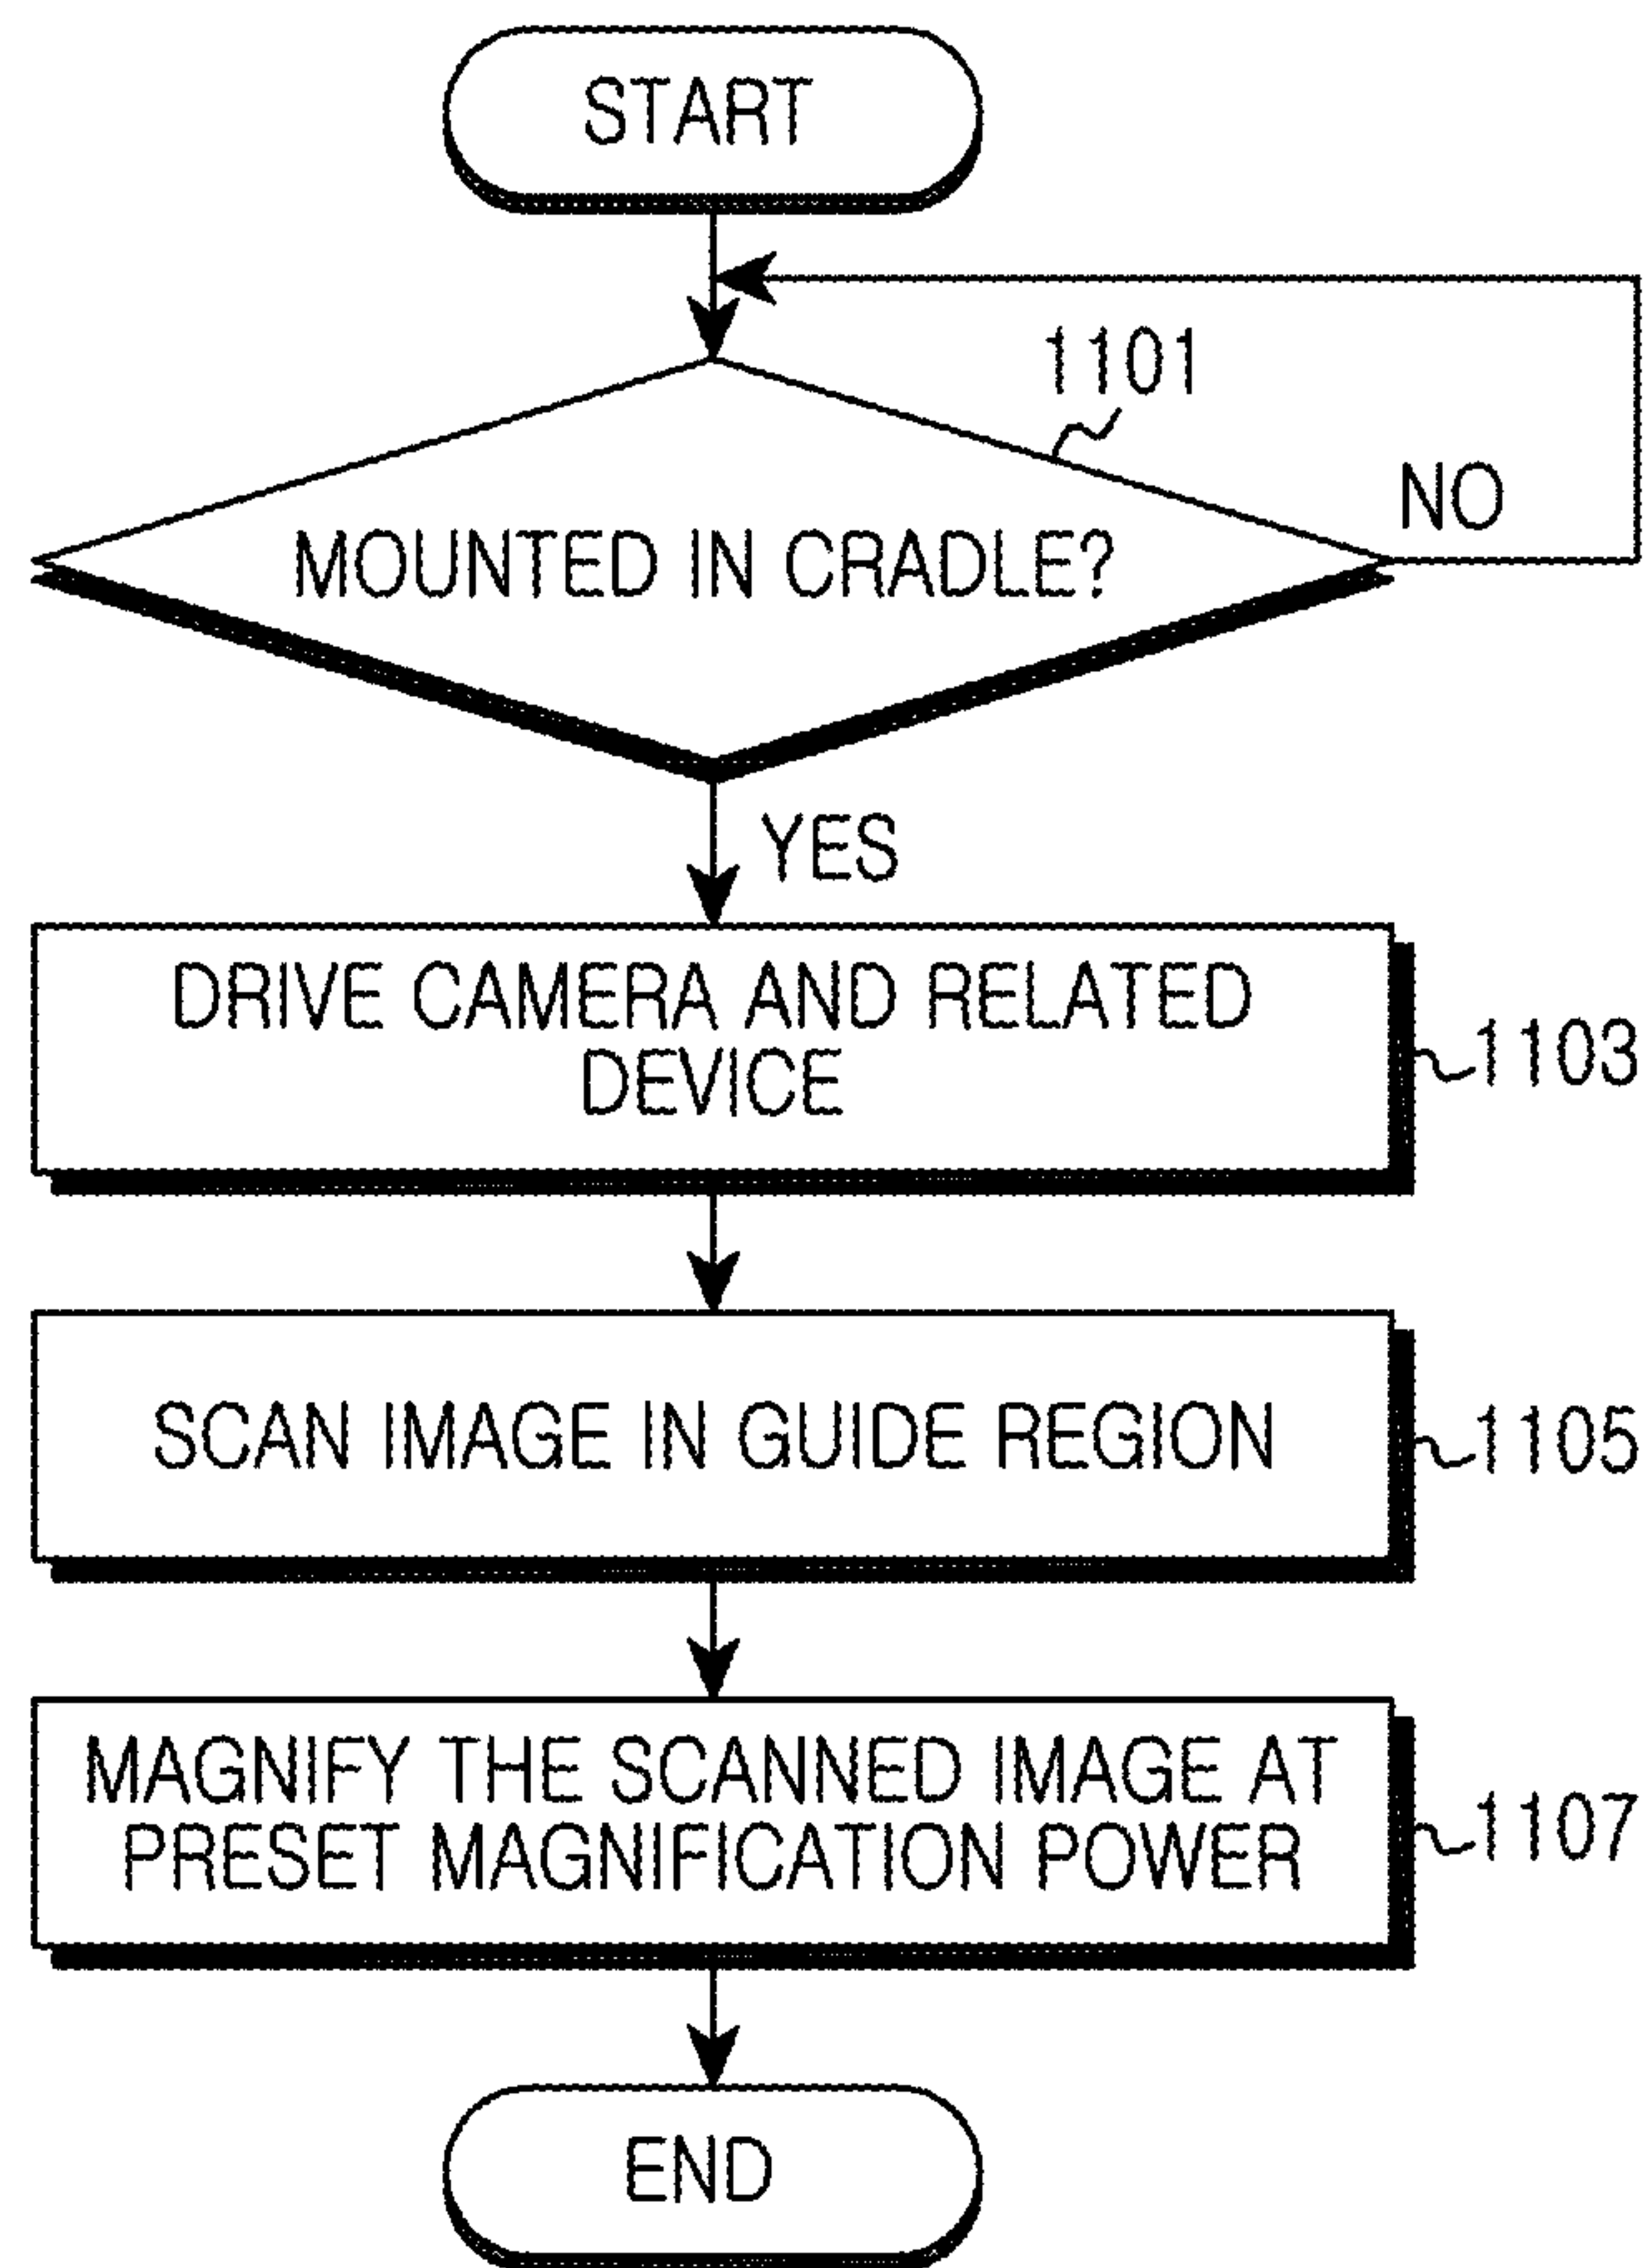 START
1101
NO
MOUNTED IN CRADLE?
YES
DRIVE CAMERA AND RELATED
DEVICE
1103
SCAN IMAGE IN GUIDE REGION
1105
MAGNIFY THE SCANNED IMAGE AT
PRESET MAGNIFICATION POWER
1107
END